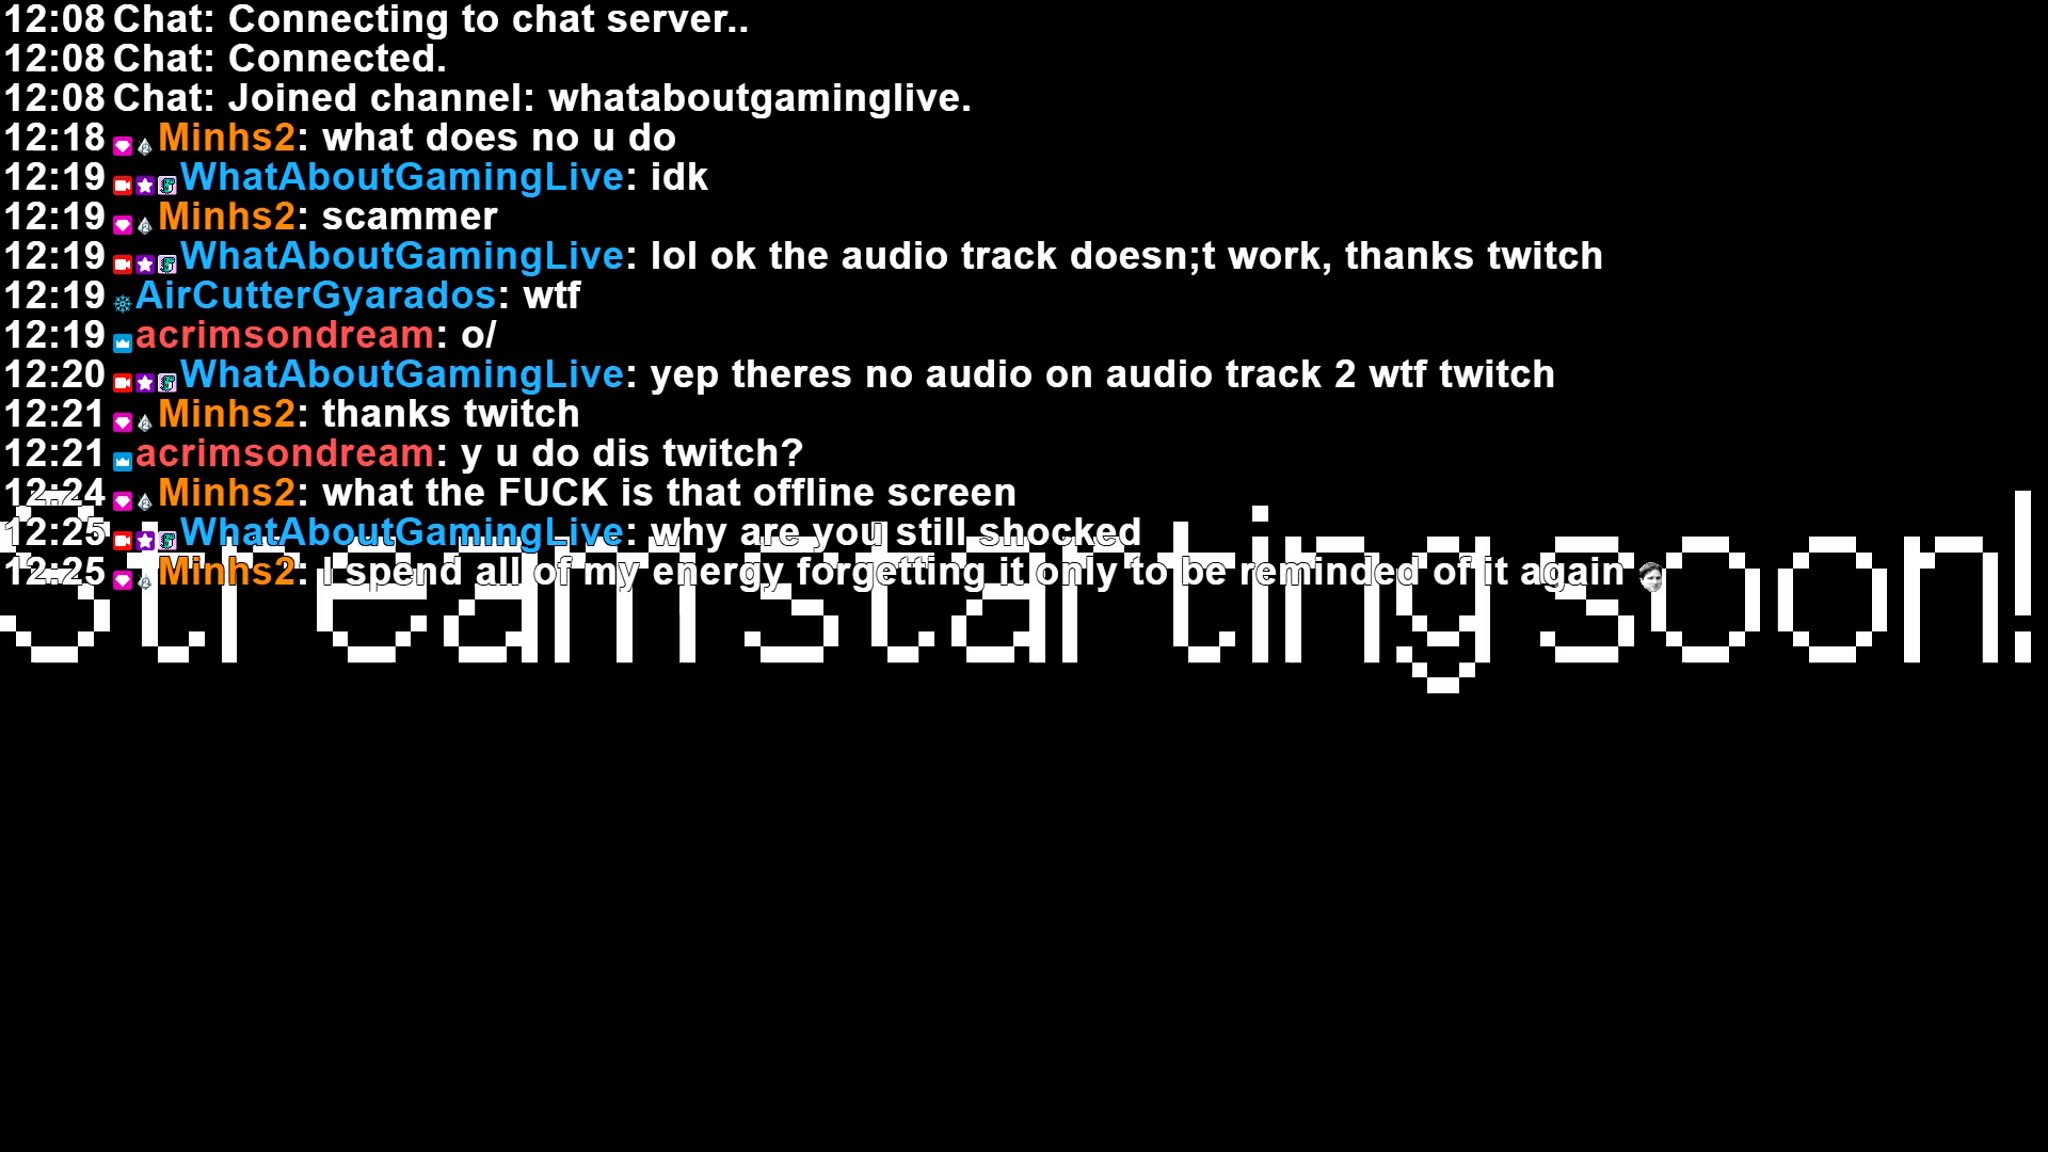 12:08 Chat: Connecting to chat server..
12:08 Chat: Connected.
12:08 Chat: Joined channel: whataboutgaminglive.
12:18 Minhs2: what does no u do
12:19 WhatAboutGamingLive: idk
12:19 Minhs2: scammer
12:19 WhatAboutGamingLive: lol ok the audio track doesn;t work, thanks twitch
12:19 AirCutterGyarados: wtf
12:19 acrimsondream: o/
12:20 WhatAboutGamingLive: yep theres no audio on audio track 2 wtf twitch
12:21 Minhs2: thanks twitch
12:21 acrimsondream: y u do dis twitch?
12:24 Minhs2: what the FUCK is that offline screen
12:25 WhatAboutGamingLive: why are you still shocked
12:25 Minhs2: I spend all of my energy forgetting it only to be reminded of it again
Stream starting soon!